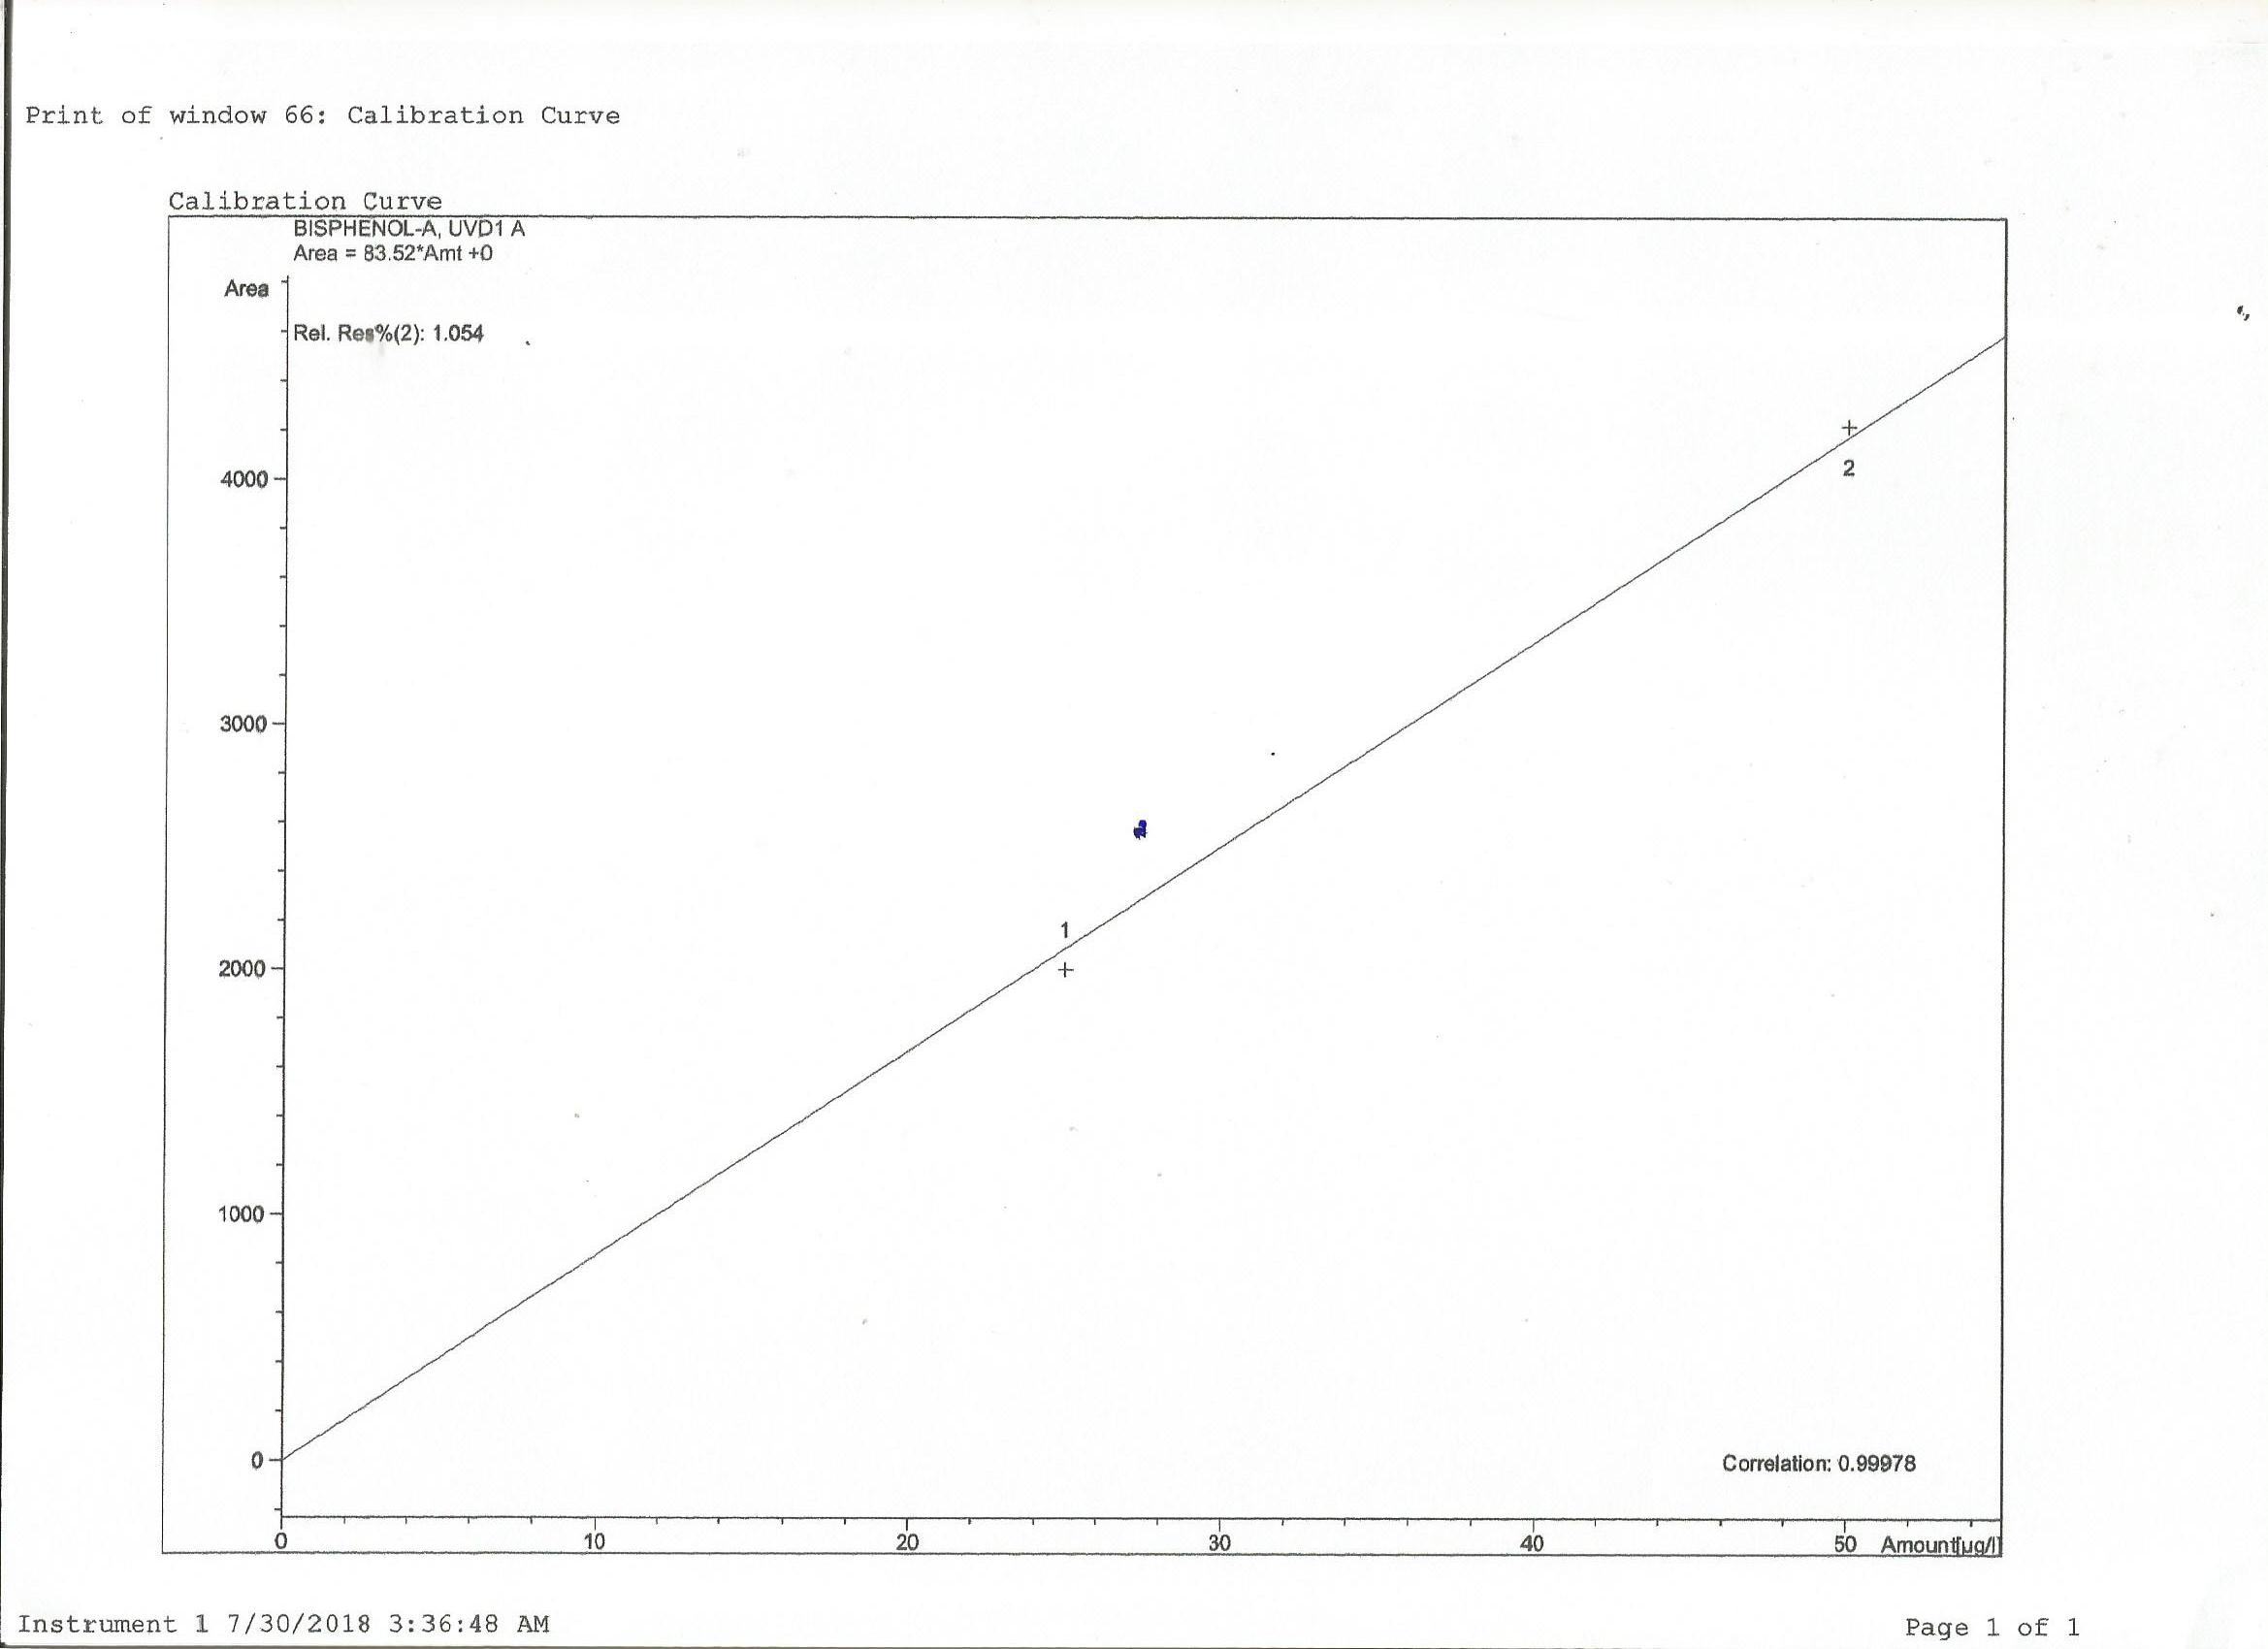 Print of window 66: Calibration Curve
Calibration Curve
BISPHENOL-A, UVD1 A
Area = 83.52*Amt +0
Area
Rel. Res%(2): 1.054
4000
2
3000
1
2000
1000
0
Correlation: 0.99978
0 10 20 30 40 50 Amount[ug/l]
Instrument 1 7/30/2018 3:36:48 AM
Page 1 of 1